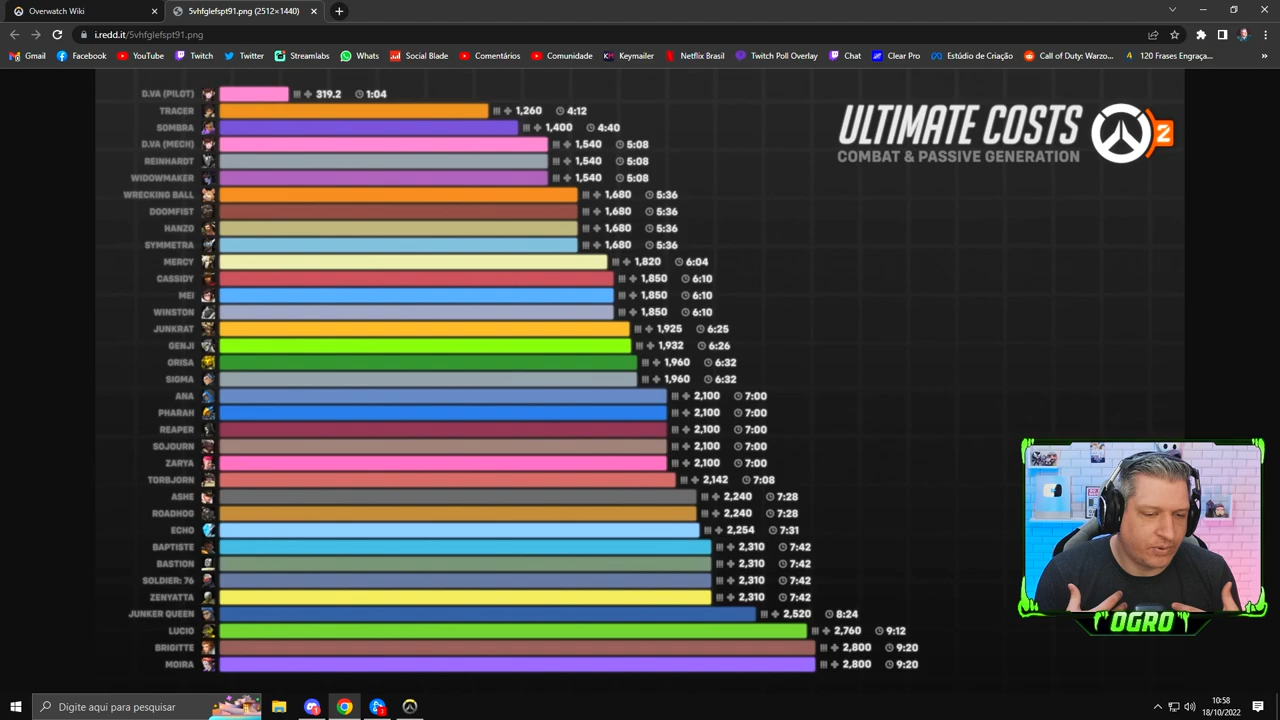 Overwatch Wiki
5vhfglefspt91.png (2512×1440)
i.redd.it/5vhfglefspt91.png
Gmail Facebook YouTube Twitch Twitter Streamlabs Whats Social Blade Comentários Comunidade Keymailer Netflix Brasil Twitch Poll Overlay Chat Clear Pro Estúdio de Criação Call of Duty: Warzo... 120 Frases Engraça... »
ULTIMATE COSTS
COMBAT & PASSIVE GENERATION
2
D.VA (PILOT) 319.2 1:04
TRACER 1,260 4:12
SOMBRA 1,400 4:40
D.VA (MECH) 1,540 5:08
REINHARDT 1,540 5:08
WIDOWMAKER 1,540 5:08
WRECKING BALL 1,680 5:36
DOOMFIST 1,680 5:36
HANZO 1,680 5:36
SYMMETRA 1,680 5:36
MERCY 1,820 6:04
CASSIDY 1,850 6:10
MEI 1,850 6:10
WINSTON 1,850 6:10
JUNKRAT 1,925 6:25
GENJI 1,932 6:26
ORISA 1,960 6:32
SIGMA 1,960 6:32
ANA 2,100 7:00
PHARAH 2,100 7:00
REAPER 2,100 7:00
SOJOURN 2,100 7:00
ZARYA 2,100 7:00
TORBJORN 2,142 7:08
ASHE 2,240 7:28
ROADHOG 2,240 7:28
ECHO 2,254 7:31
BAPTISTE 2,310 7:42
BASTION 2,310 7:42
SOLDIER: 76 2,310 7:42
ZENYATTA 2,310 7:42
JUNKER QUEEN 2,520 8:24
LUCIO 2,760 9:12
BRIGITTE 2,800 9:20
MOIRA 2,800 9:20
OGRO
Digite aqui para pesquisar
10:58
18/10/2022